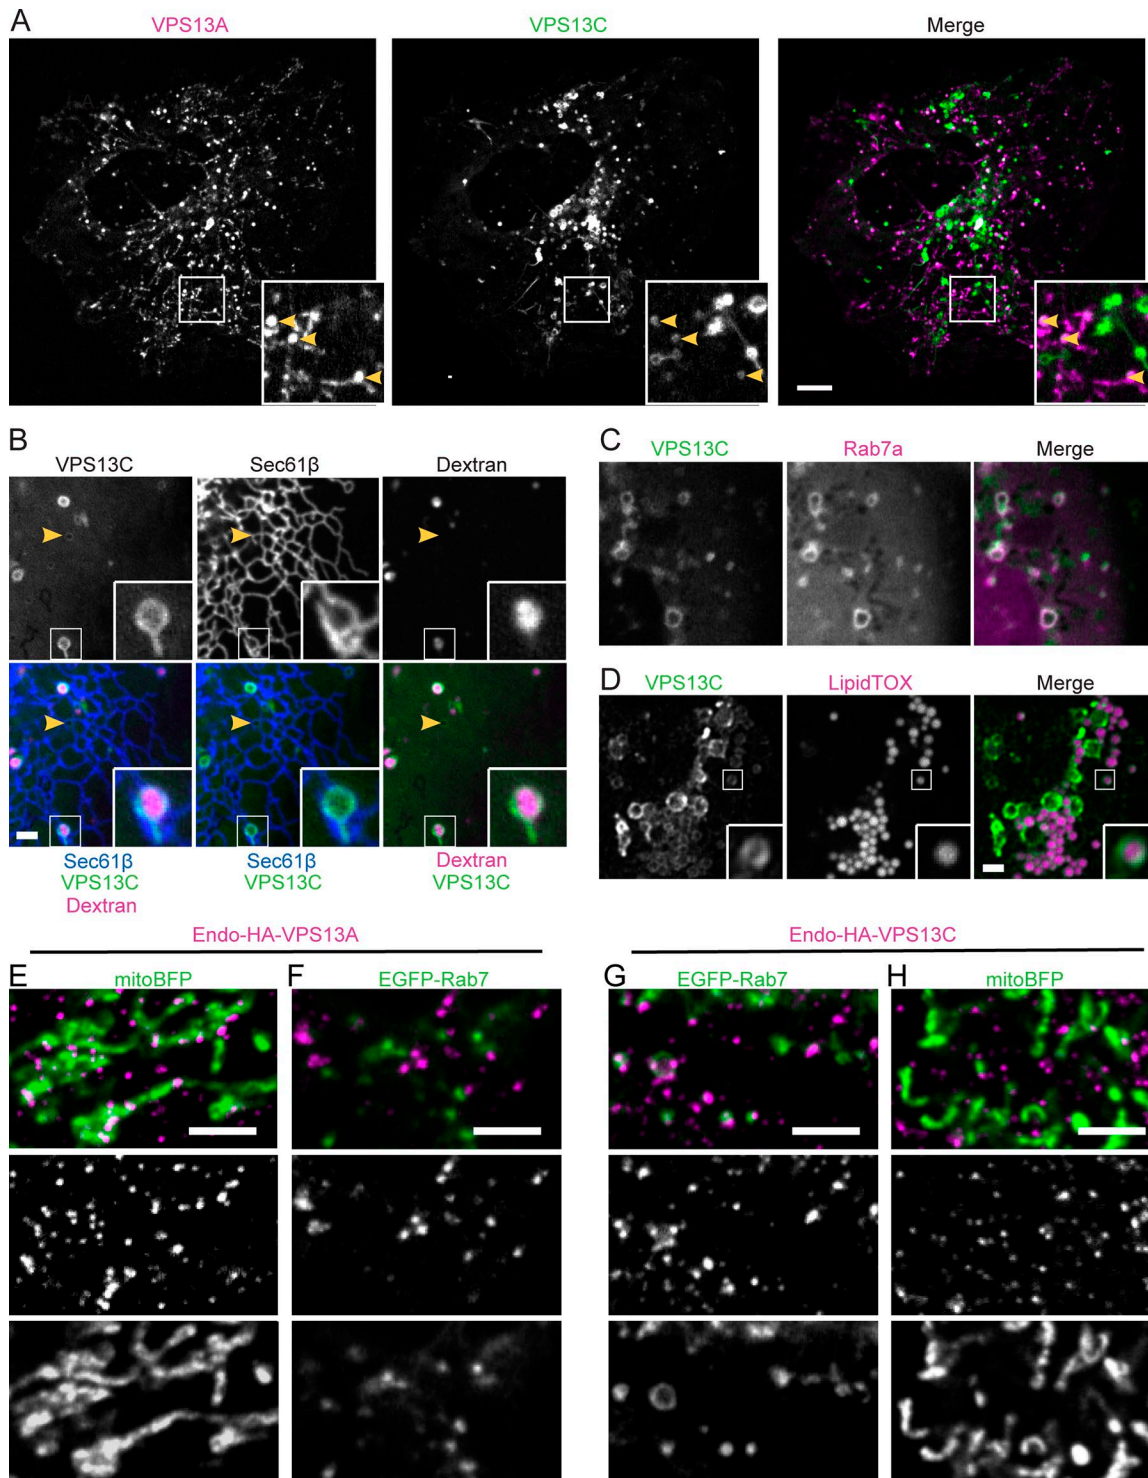 A
VPS13A
VPS13C
Merge
B
VPS13C
Sec61β
Dextran
Sec61β
Sec61β
Dextran
VPS13C
VPS13C
VPS13C
Dextran
C
VPS13C
Rab7a
Merge
D
VPS13C
LipidTOX
Merge
Endo-HA-VPS13A
Endo-HA-VPS13C
E
mitoBFP
F
EGFP-Rab7
G
EGFP-Rab7
H
mitoBFP